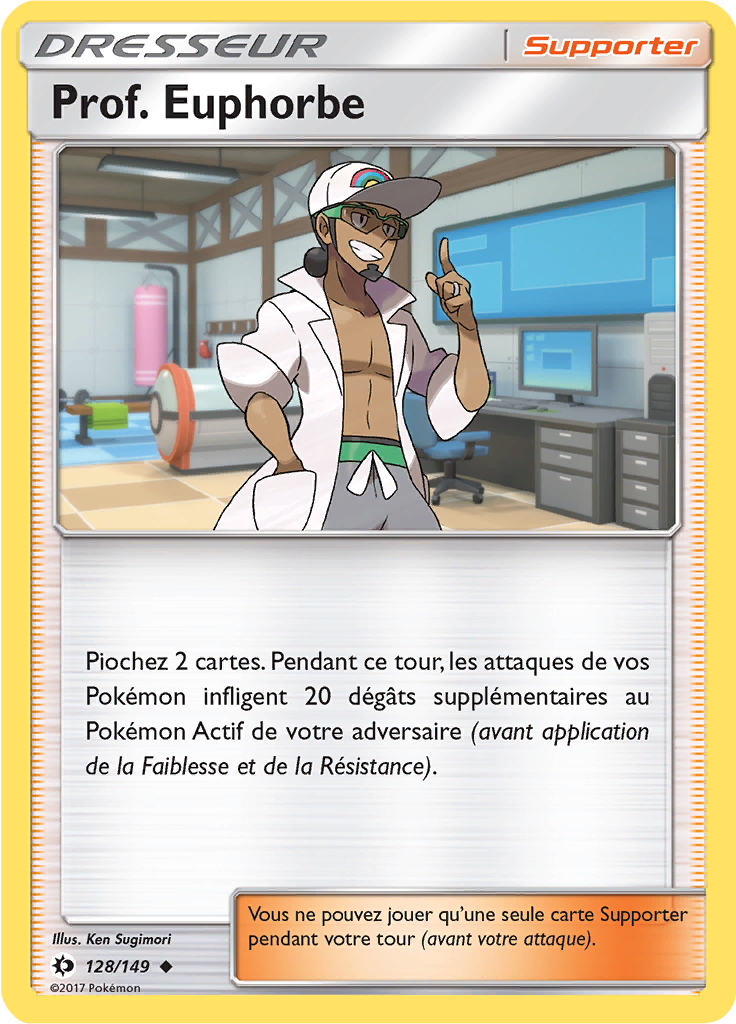 DRESSEUR | Supporter
Prof. Euphorbe
Piochez 2 cartes. Pendant ce tour, les attaques de vos
Pokémon infligent 20 dégâts supplémentaires au
Pokémon Actif de votre adversaire (avant application
de la Faiblesse et de la Résistance).
Vous ne pouvez jouer qu'une seule carte Supporter
pendant votre tour (avant votre attaque).
Illus. Ken Sugimori
128/149 ◆
©2017 Pokémon